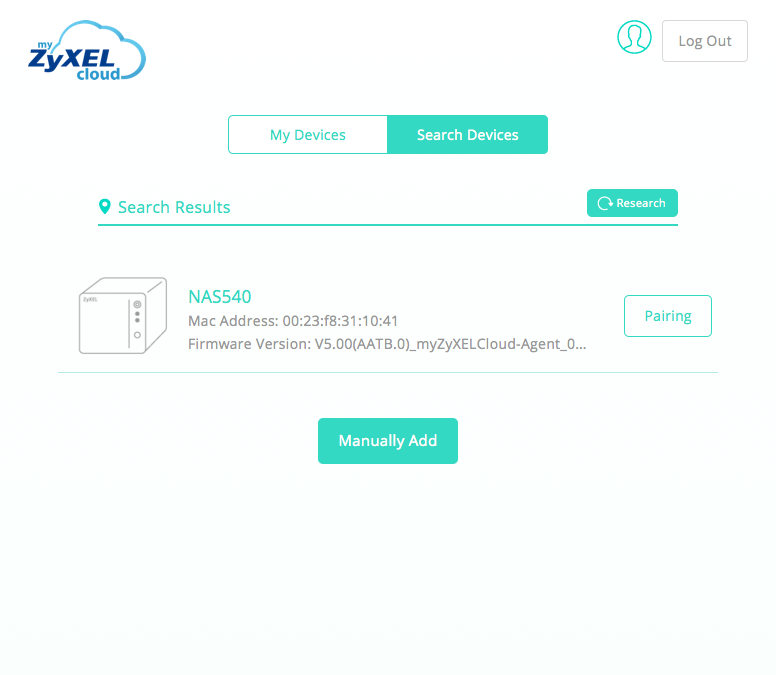 my
ZyXEL
cloud
Log Out
My Devices
Search Devices
Search Results
Research
ZyXEL
NAS540
Mac Address: 00:23:f8:31:10:41
Firmware Version: V5.00(AATB.0)_myZyXELCloud-Agent_0...
Pairing
Manually Add